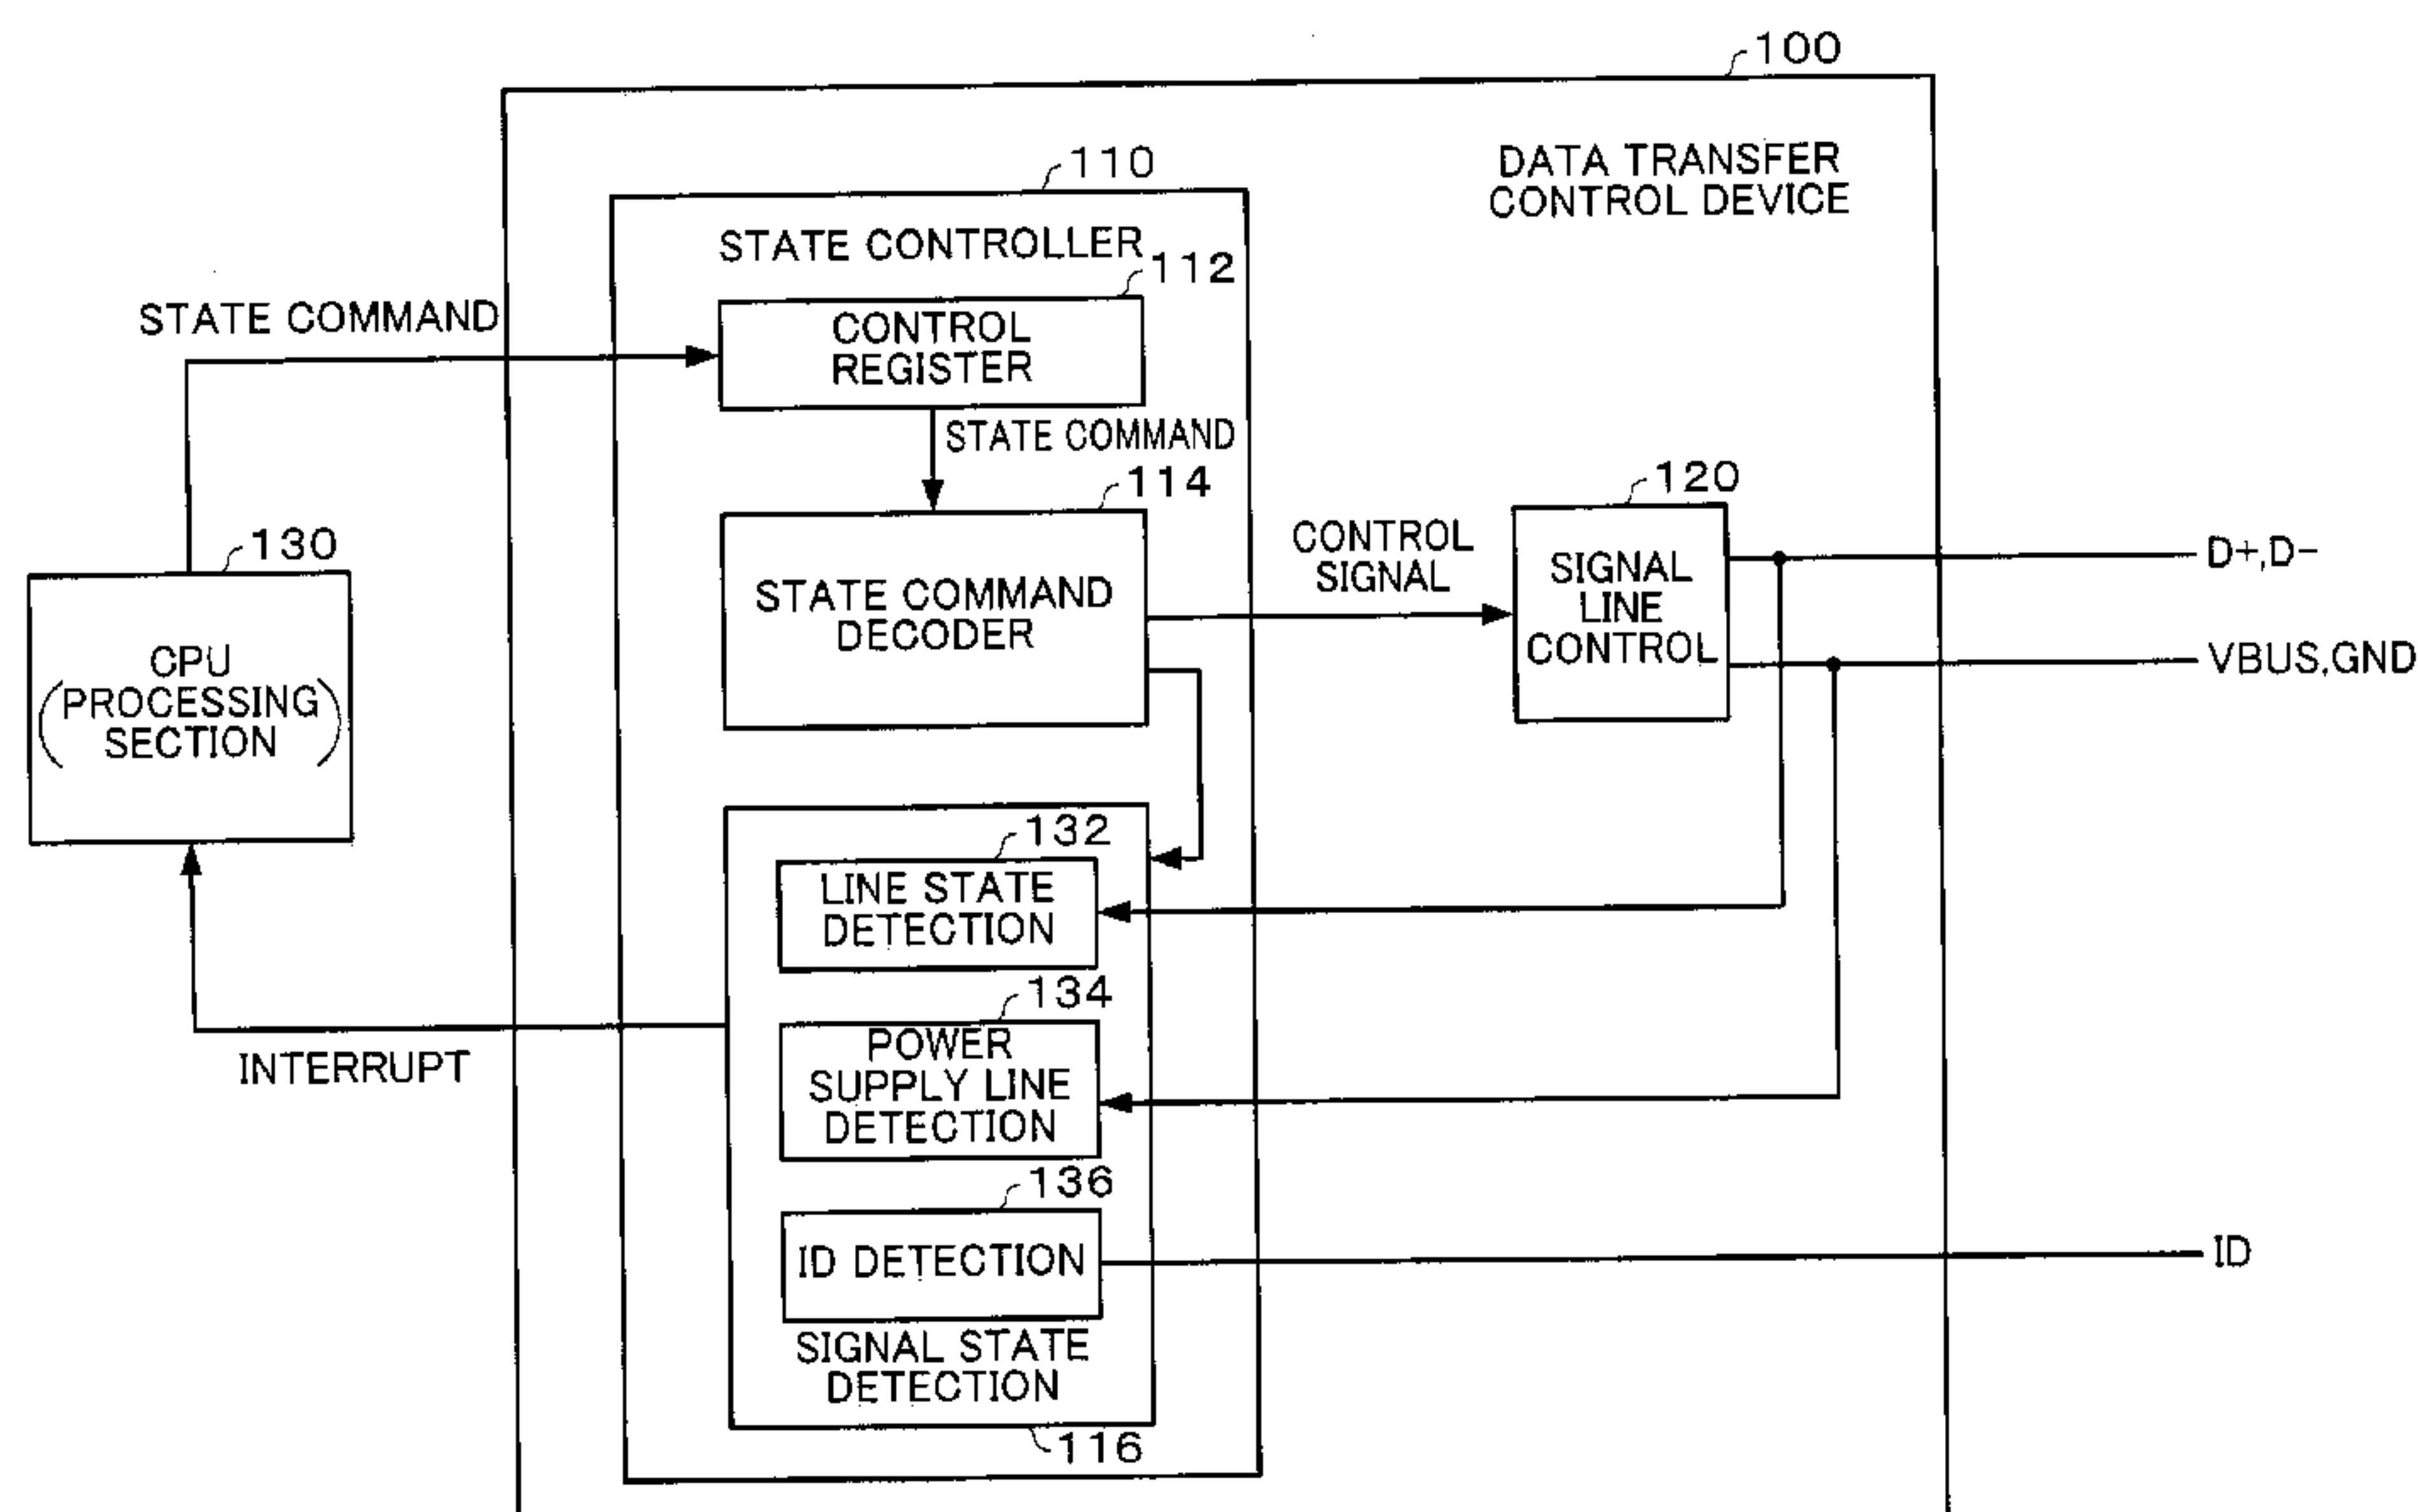 100
DATA TRANSFER
CONTROL DEVICE
110
STATE CONTROLLER
112
STATE COMMAND
CONTROL
REGISTER
STATE COMMAND
114
STATE COMMAND
DECODER
CONTROL
SIGNAL
120
SIGNAL
LINE
CONTROL
D+,D-
VBUS,GND
130
CPU
(PROCESSING
SECTION)
132
LINE STATE
DETECTION
134
POWER
SUPPLY LINE
DETECTION
INTERRUPT
136
ID DETECTION
ID
SIGNAL STATE
DETECTION
116